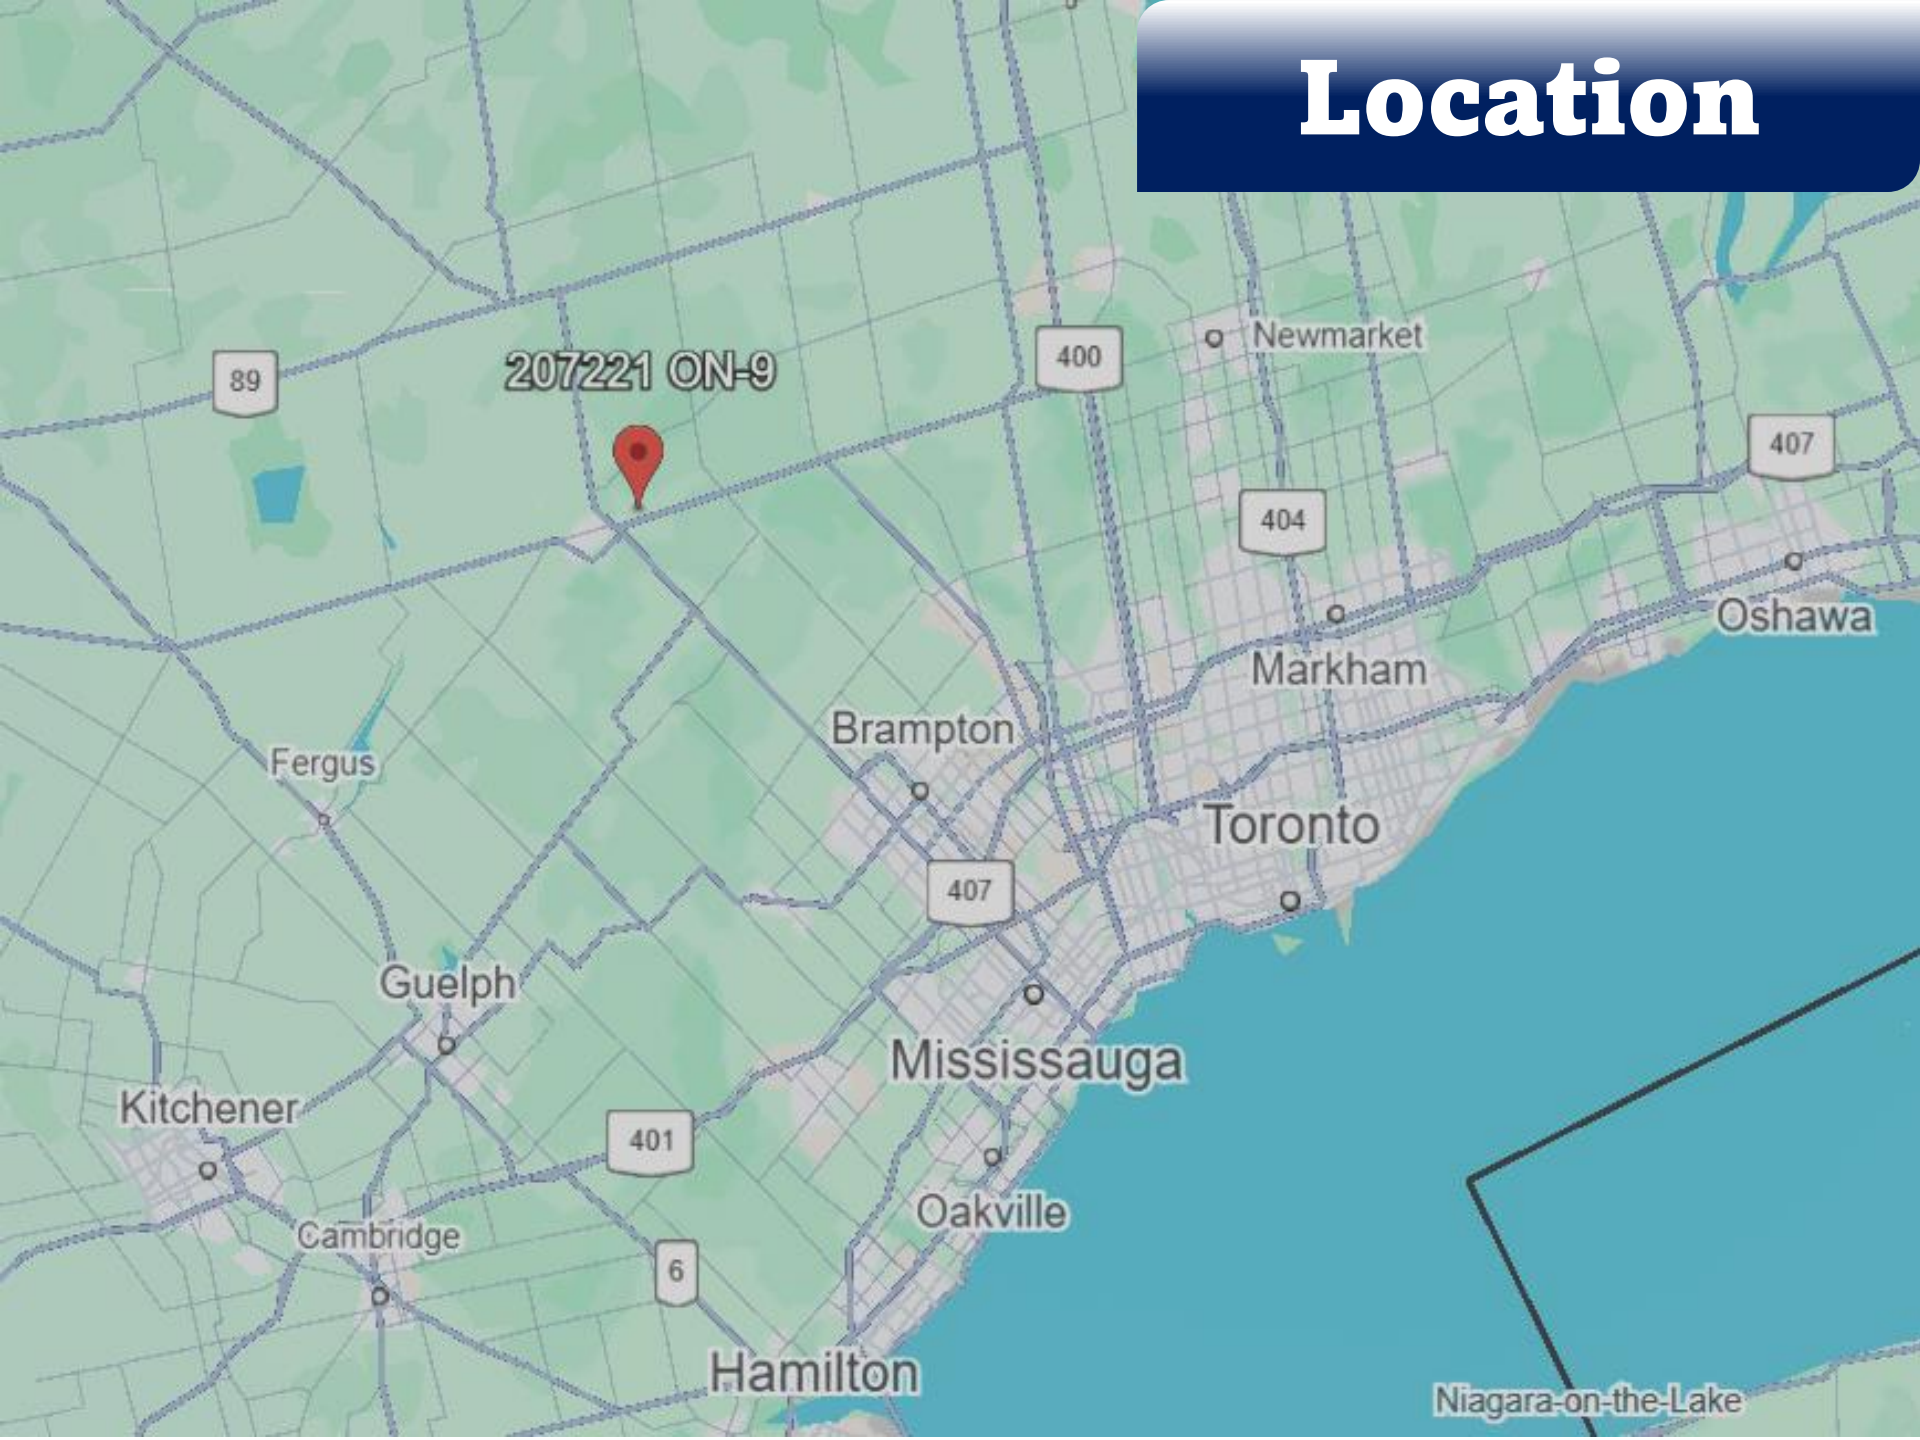 Location
Newmarket
400
207221 ON-9
89
407
404
Oshawa
Markham
Brampton
Fergus
Toronto
407
Guelph
Mississauga
Kitchener
401
Oakville
Cambridge
6
Hamilton
Niagara-on-the-Lake